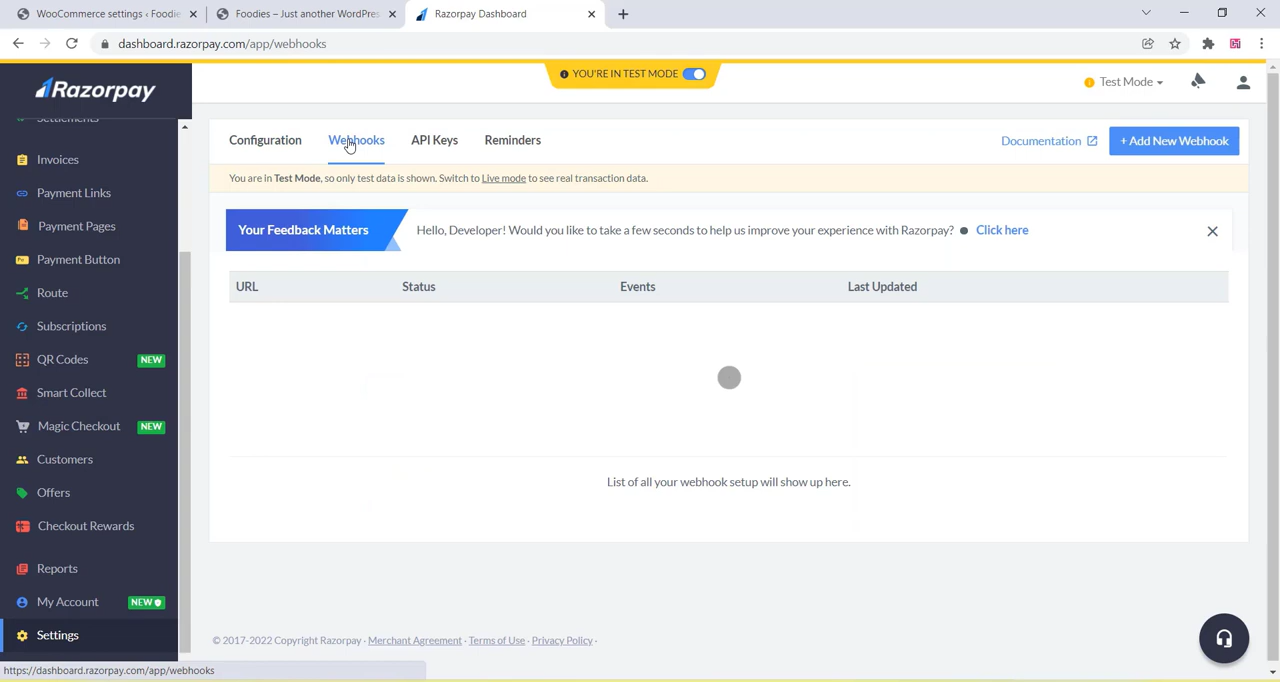 WooCommerce settings ‹ Foodie
Foodies – Just another WordPres
Razorpay Dashboard
dashboard.razorpay.com/app/webhooks
YOU'RE IN TEST MODE
Razorpay
Test Mode
Settlements
Invoices
Payment Links
Payment Pages
Payment Button
Route
Subscriptions
QR Codes NEW
Smart Collect
Magic Checkout NEW
Customers
Offers
Checkout Rewards
Reports
My Account NEW
Settings
Configuration Webhooks API Keys Reminders Documentation + Add New Webhook
You are in Test Mode, so only test data is shown. Switch to Live mode to see real transaction data.
Your Feedback Matters Hello, Developer! Would you like to take a few seconds to help us improve your experience with Razorpay? Click here
URL Status Events Last Updated
List of all your webhook setup will show up here.
© 2017-2022 Copyright Razorpay · Merchant Agreement · Terms of Use · Privacy Policy ·
https://dashboard.razorpay.com/app/webhooks